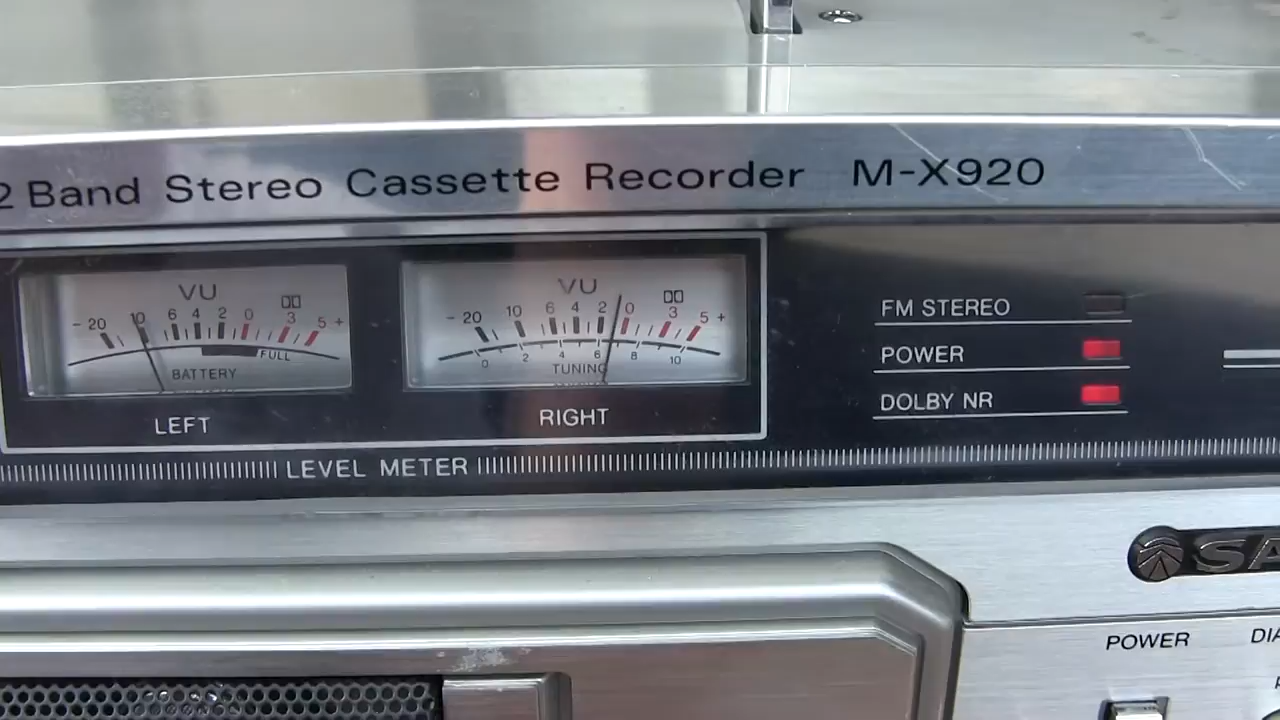 2 Band Stereo Cassette Recorder M-X920
VU
- 20 10 6 4 2 0 3 5 +
FULL
BATTERY
LEFT
VU
- 20 10 6 4 2 0 3 5 +
0 2 4 6 8 10
TUNING
RIGHT
LEVEL METER
FM STEREO
POWER
DOLBY NR
SA
POWER
DIA